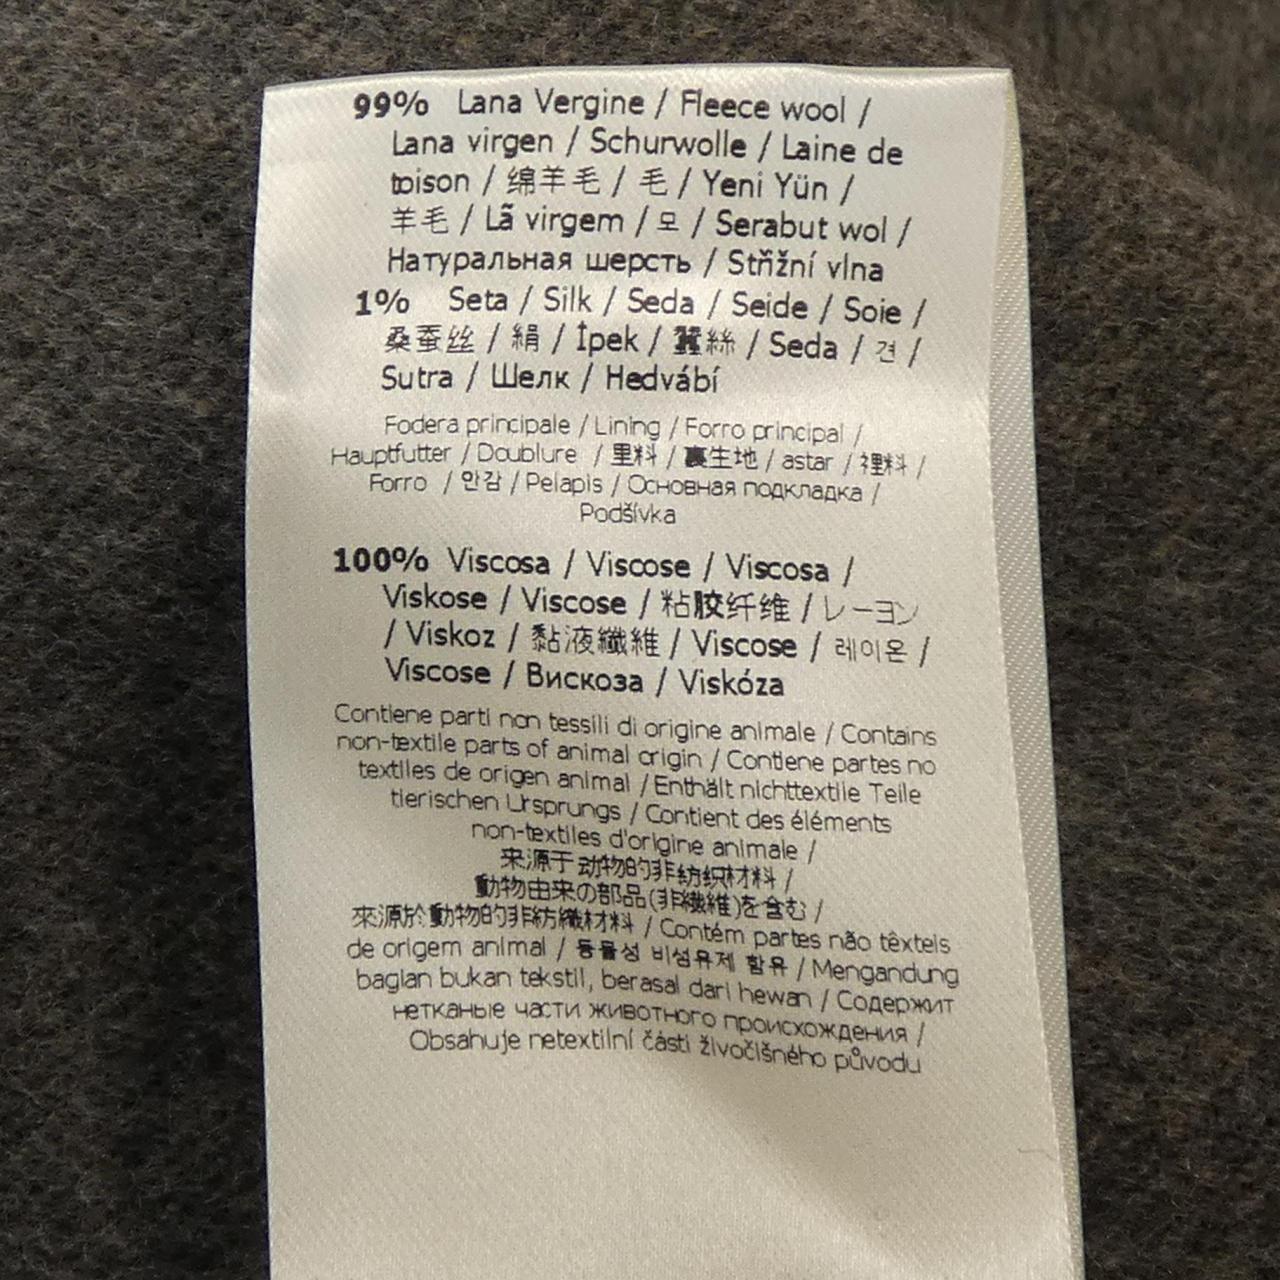 99% Lana Vergine / Fleece wool /
Lana virgen / Schurwolle / Laine de
toison / 绵羊毛 / 毛 / Yeni Yün /
羊毛 / Lã virgem / 모 / Serabut wol /
Натуральная шерсть / Stňžní vlna
1% Seta / Silk / Seda / Seide / Soie /
桑蚕丝 / 絹 / İpek / 蠶絲 / Seda / 견 /
Sutra / Шелк / Hedvábí
Fodera principale / Lining / Forro principal /
Hauptfutter / Doublure / 里料 / 裏生地 / astar / 裡料 /
Forro / 안감 / Pelapis / Основная подкладка /
Podšívka
100% Viscosa / Viscose / Viscosa /
Viskose / Viscose / 粘胶纤维 / レーヨン
/ Viskoz / 黏液纖維 / Viscose / 레이온 /
Viscose / Вискоза / Viskóza
Contiene parti non tessili di origine animale / Contains
non-textile parts of animal origin / Contiene partes no
textiles de origen animal / Enthält nichttextile Teile
tierischen Ursprungs / Contient des éléments
non-textiles d'origine animale /
来源于动物的非纺织材料 /
動物由来の部品(非繊維)を含む /
來源於動物的非紡織材料 / Contém partes não têxteis
de origem animal / 동물성 비섬유제 함유 / Mengandung
bagian bukan tekstil, berasal dari hewan / Содержит
нетканые части животного происхождения /
Obsahuje netextilní části živočišného původu